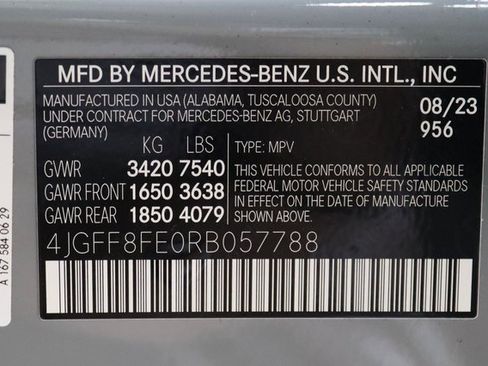 MFD BY MERCEDES-BENZ U.S. INTL., INC
MANUFACTURED IN USA (ALABAMA, TUSCALOOSA COUNTY)
UNDER CONTRACT FOR MERCEDES-BENZ AG, STUTTGART
(GERMANY)
08/23
956
KG LBS
GVWR 3420 7540
GAWR FRONT 1650 3638
GAWR REAR 1850 4079
TYPE: MPV
THIS VEHICLE CONFORMS TO ALL APPLICABLE
FEDERAL MOTOR VEHICLE SAFETY STANDARDS
IN EFFECT ON THE DATE OF MANUFACTURE
SHOWN ABOVE.
4JGFF8FE0RB057788
A 167 584 06 29